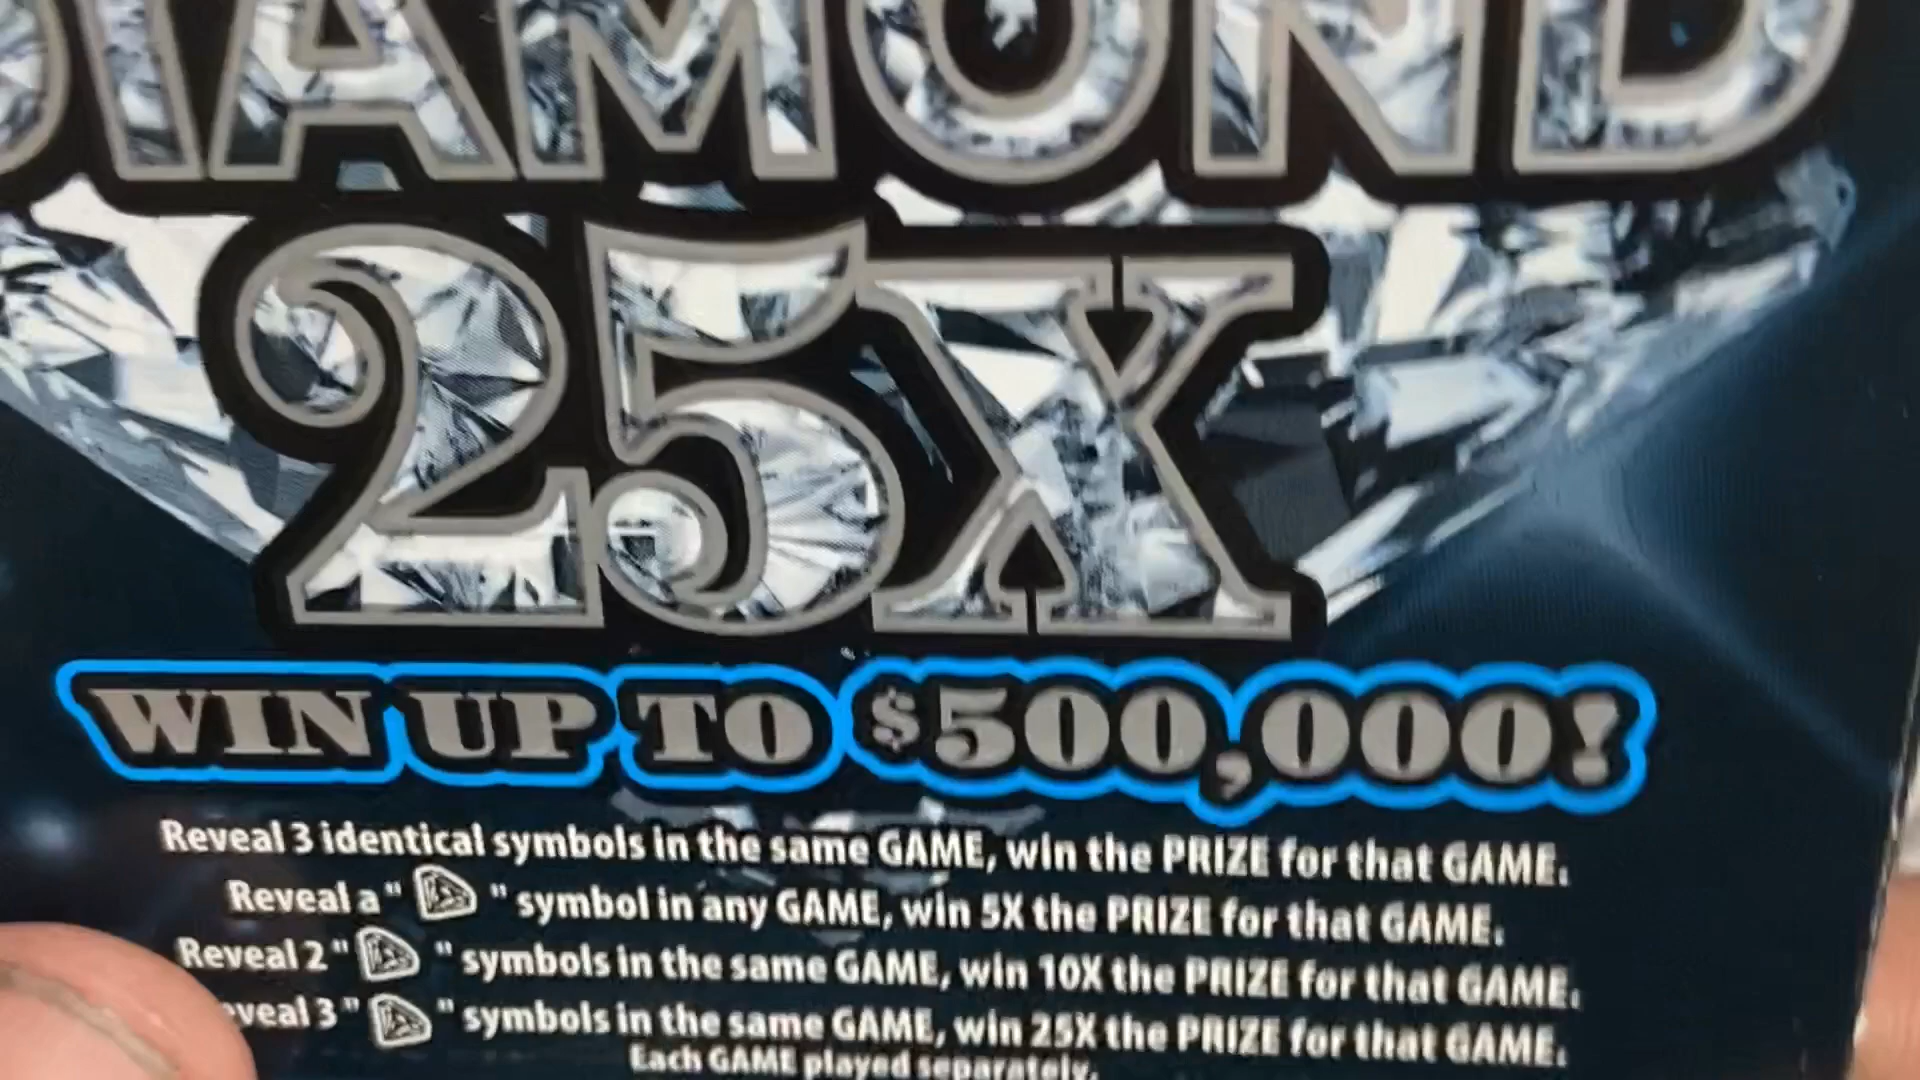 DIAMOND
25X
WIN UP TO $500,000!
Reveal 3 identical symbols in the same GAME, win the PRIZE for that GAME.
Reveal a " " symbol in any GAME, win 5X the PRIZE for that GAME.
Reveal 2 " " symbols in the same GAME, win 10X the PRIZE for that GAME.
eveal 3 " " symbols in the same GAME, win 25X the PRIZE for that GAME.
Each GAME played separately.